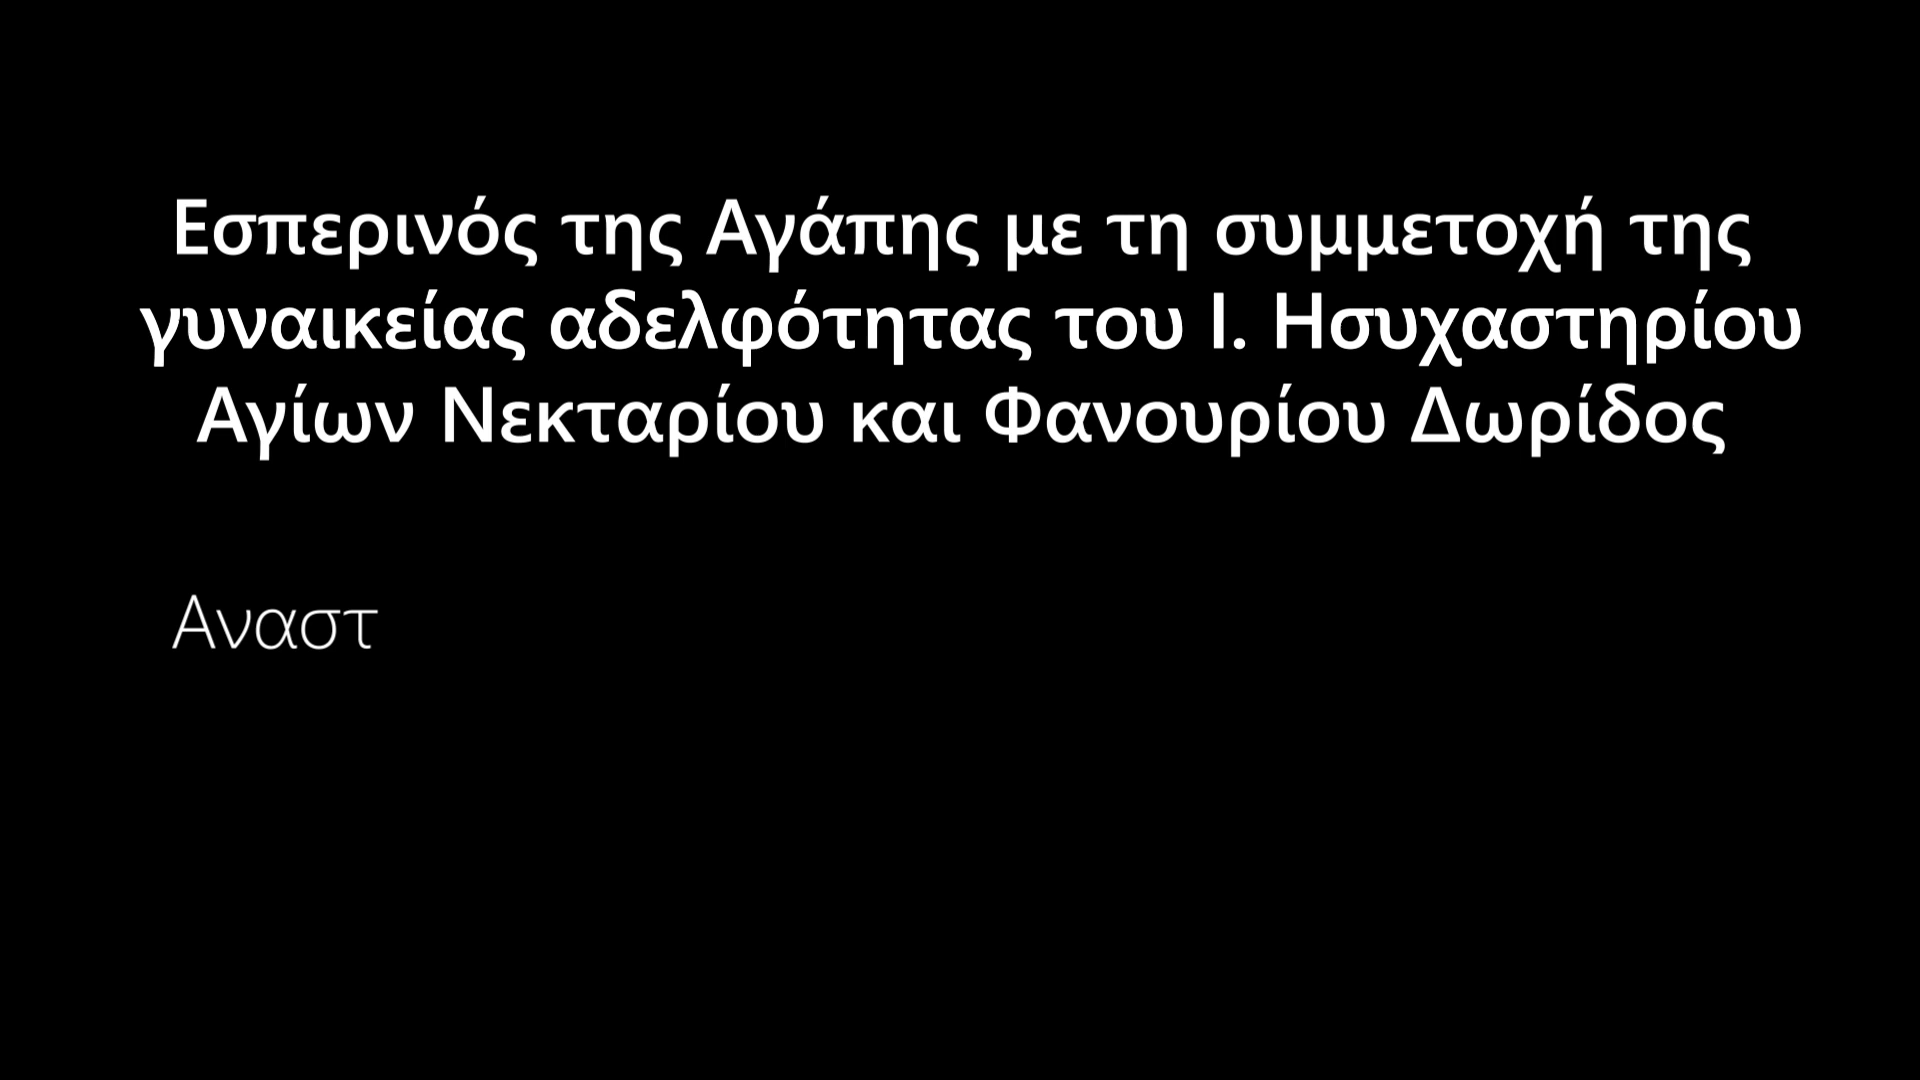 Εσπερινός της Αγάπης με τη συμμετοχή της
γυναικείας αδελφότητας του Ι. Ησυχαστηρίου
Αγίων Νεκταρίου και Φανουρίου Δωρίδος
Αναστ